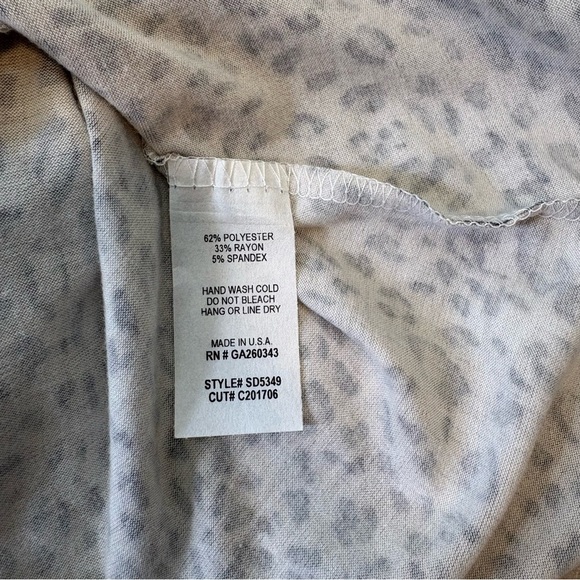 62% POLYESTER
33% RAYON
5% SPANDEX
HAND WASH COLD
DO NOT BLEACH
HANG OR LINE DRY
MADE IN U.S.A.
RN # GA260343
STYLE# SD5349
CUT# C201706